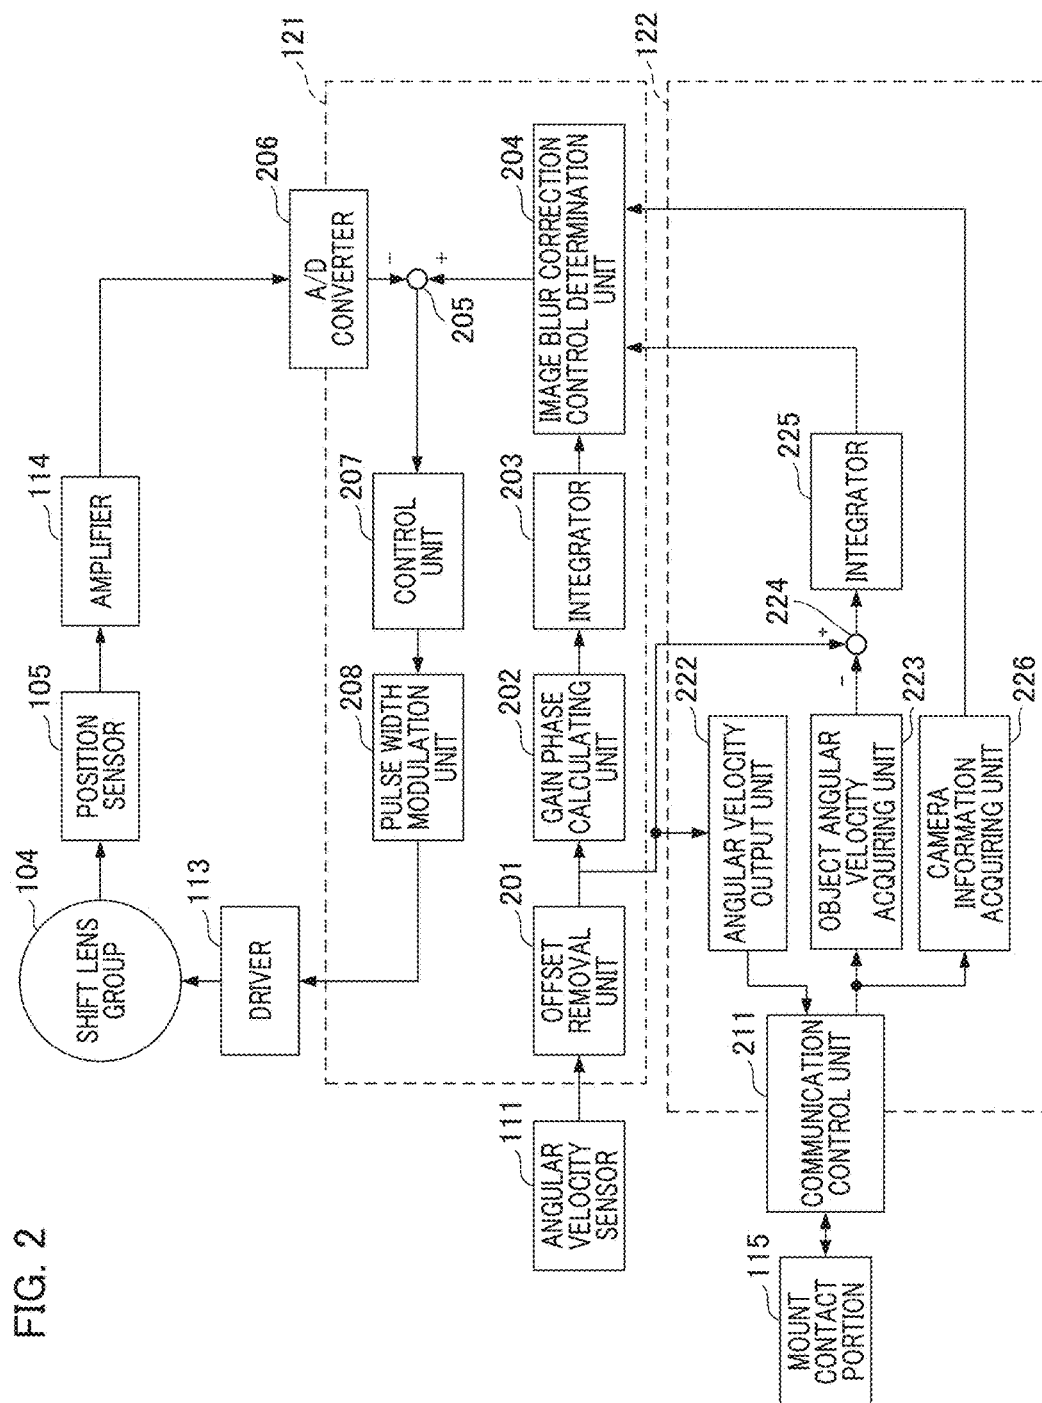 FIG. 2
104
SHIFT LENS
GROUP
105
POSITION
SENSOR
114
AMPLIFIER
113
DRIVER
206
A/D
CONVERTER
121
-
+
205
207
CONTROL
UNIT
208
PULSE WIDTH
MODULATION
UNIT
111
ANGULAR
VELOCITY
SENSOR
201
OFFSET
REMOVAL
UNIT
202
GAIN PHASE
CALCULATING
UNIT
203
INTEGRATOR
204
IMAGE BLUR CORRECTION
CONTROL DETERMINATION
UNIT
122
222
ANGULAR VELOCITY
OUTPUT UNIT
115
MOUNT
CONTACT
PORTION
211
COMMUNICATION
CONTROL UNIT
223
OBJECT ANGULAR
VELOCITY
ACQUIRING UNIT
-
+
224
225
INTEGRATOR
226
CAMERA
INFORMATION
ACQUIRING UNIT